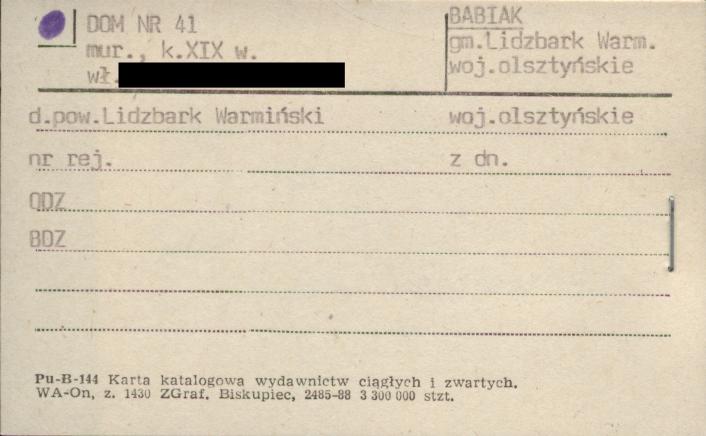 DOM NR 41
mur., k.XIX w.
wł.
BABIAK
gm.Lidzbark Warm.
woj.olsztyńskie
d.pow.Lidzbark Warmiński woj.olsztyńskie
nr rej. z dn.
ODZ
BDZ
Pu-B-144 Karta katalogowa wydawnictw ciągłych i zwartych.
WA-On, z. 1430 ZGraf. Biskupiec, 2485-88 3 300 000 stzt.